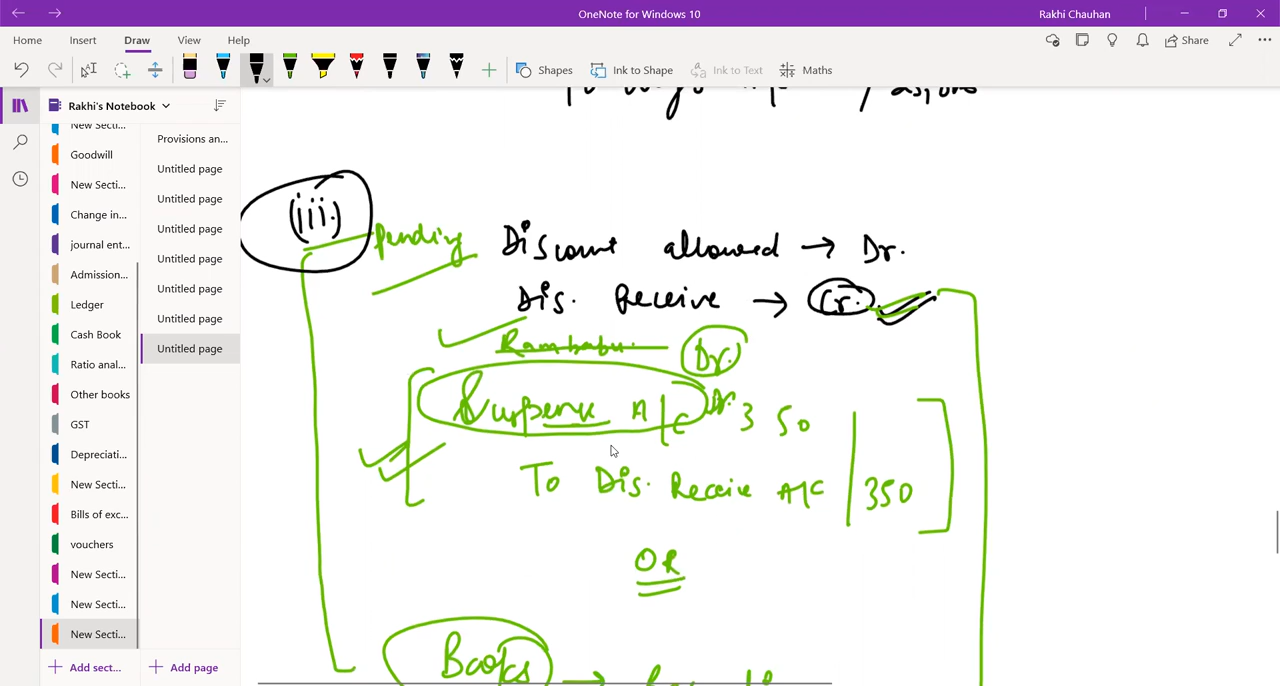 OneNote for Windows 10
Rakhi Chauhan
Home Insert Draw View Help
Share
Shapes Ink to Shape Ink to Text Maths
Rakhi's Notebook
New Secti...
Goodwill
New Secti...
Change in...
journal ent...
Admission...
Ledger
Cash Book
Ratio anal...
Other books
GST
Depreciati...
New Secti...
Bills of exc...
vouchers
New Secti...
New Secti...
New Secti...
Add sect...
Provisions an...
Untitled page
Untitled page
Untitled page
Untitled page
Untitled page
Untitled page
Untitled page
Add page
(iii.) Pending Discount allowed → Dr.
Dis. Receive → Cr.
Rambabu. Dr.
Suspense A/C Dr. 350
To Dis. Receive A/C 350
OR
Books →